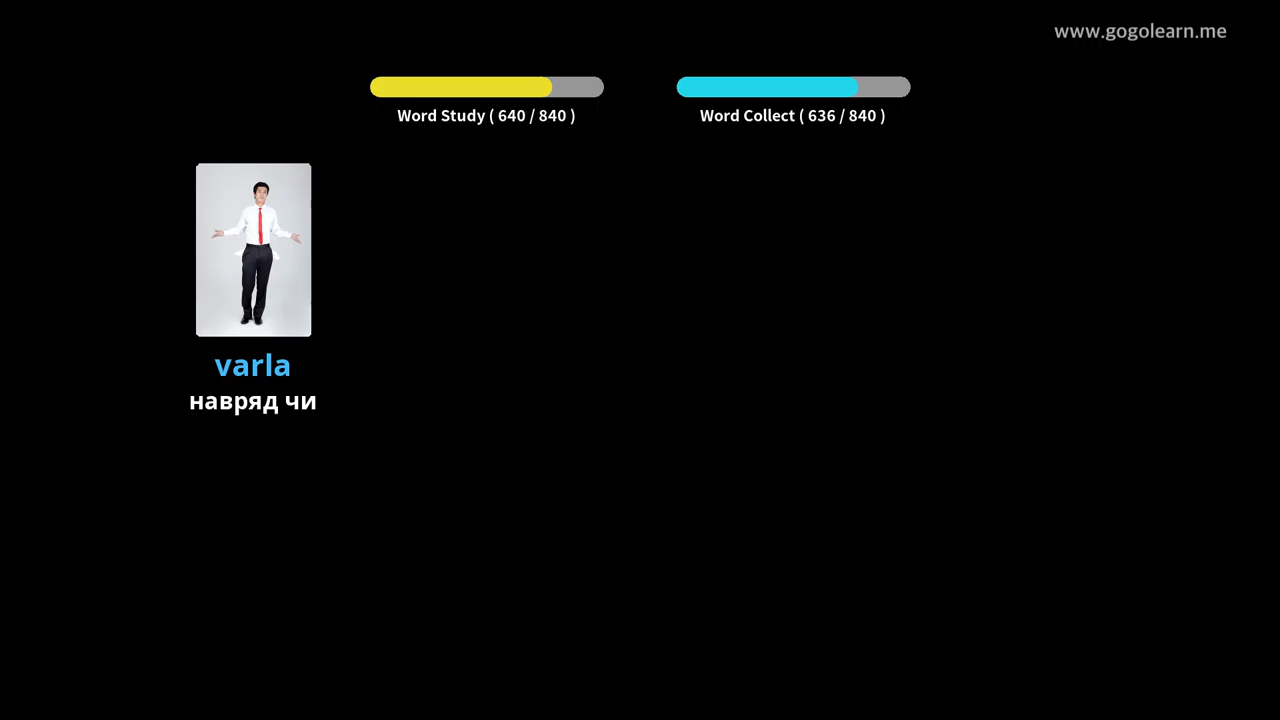 www.gogolearn.me
Word Study ( 640 / 840 )
Word Collect ( 636 / 840 )
varla
навряд чи